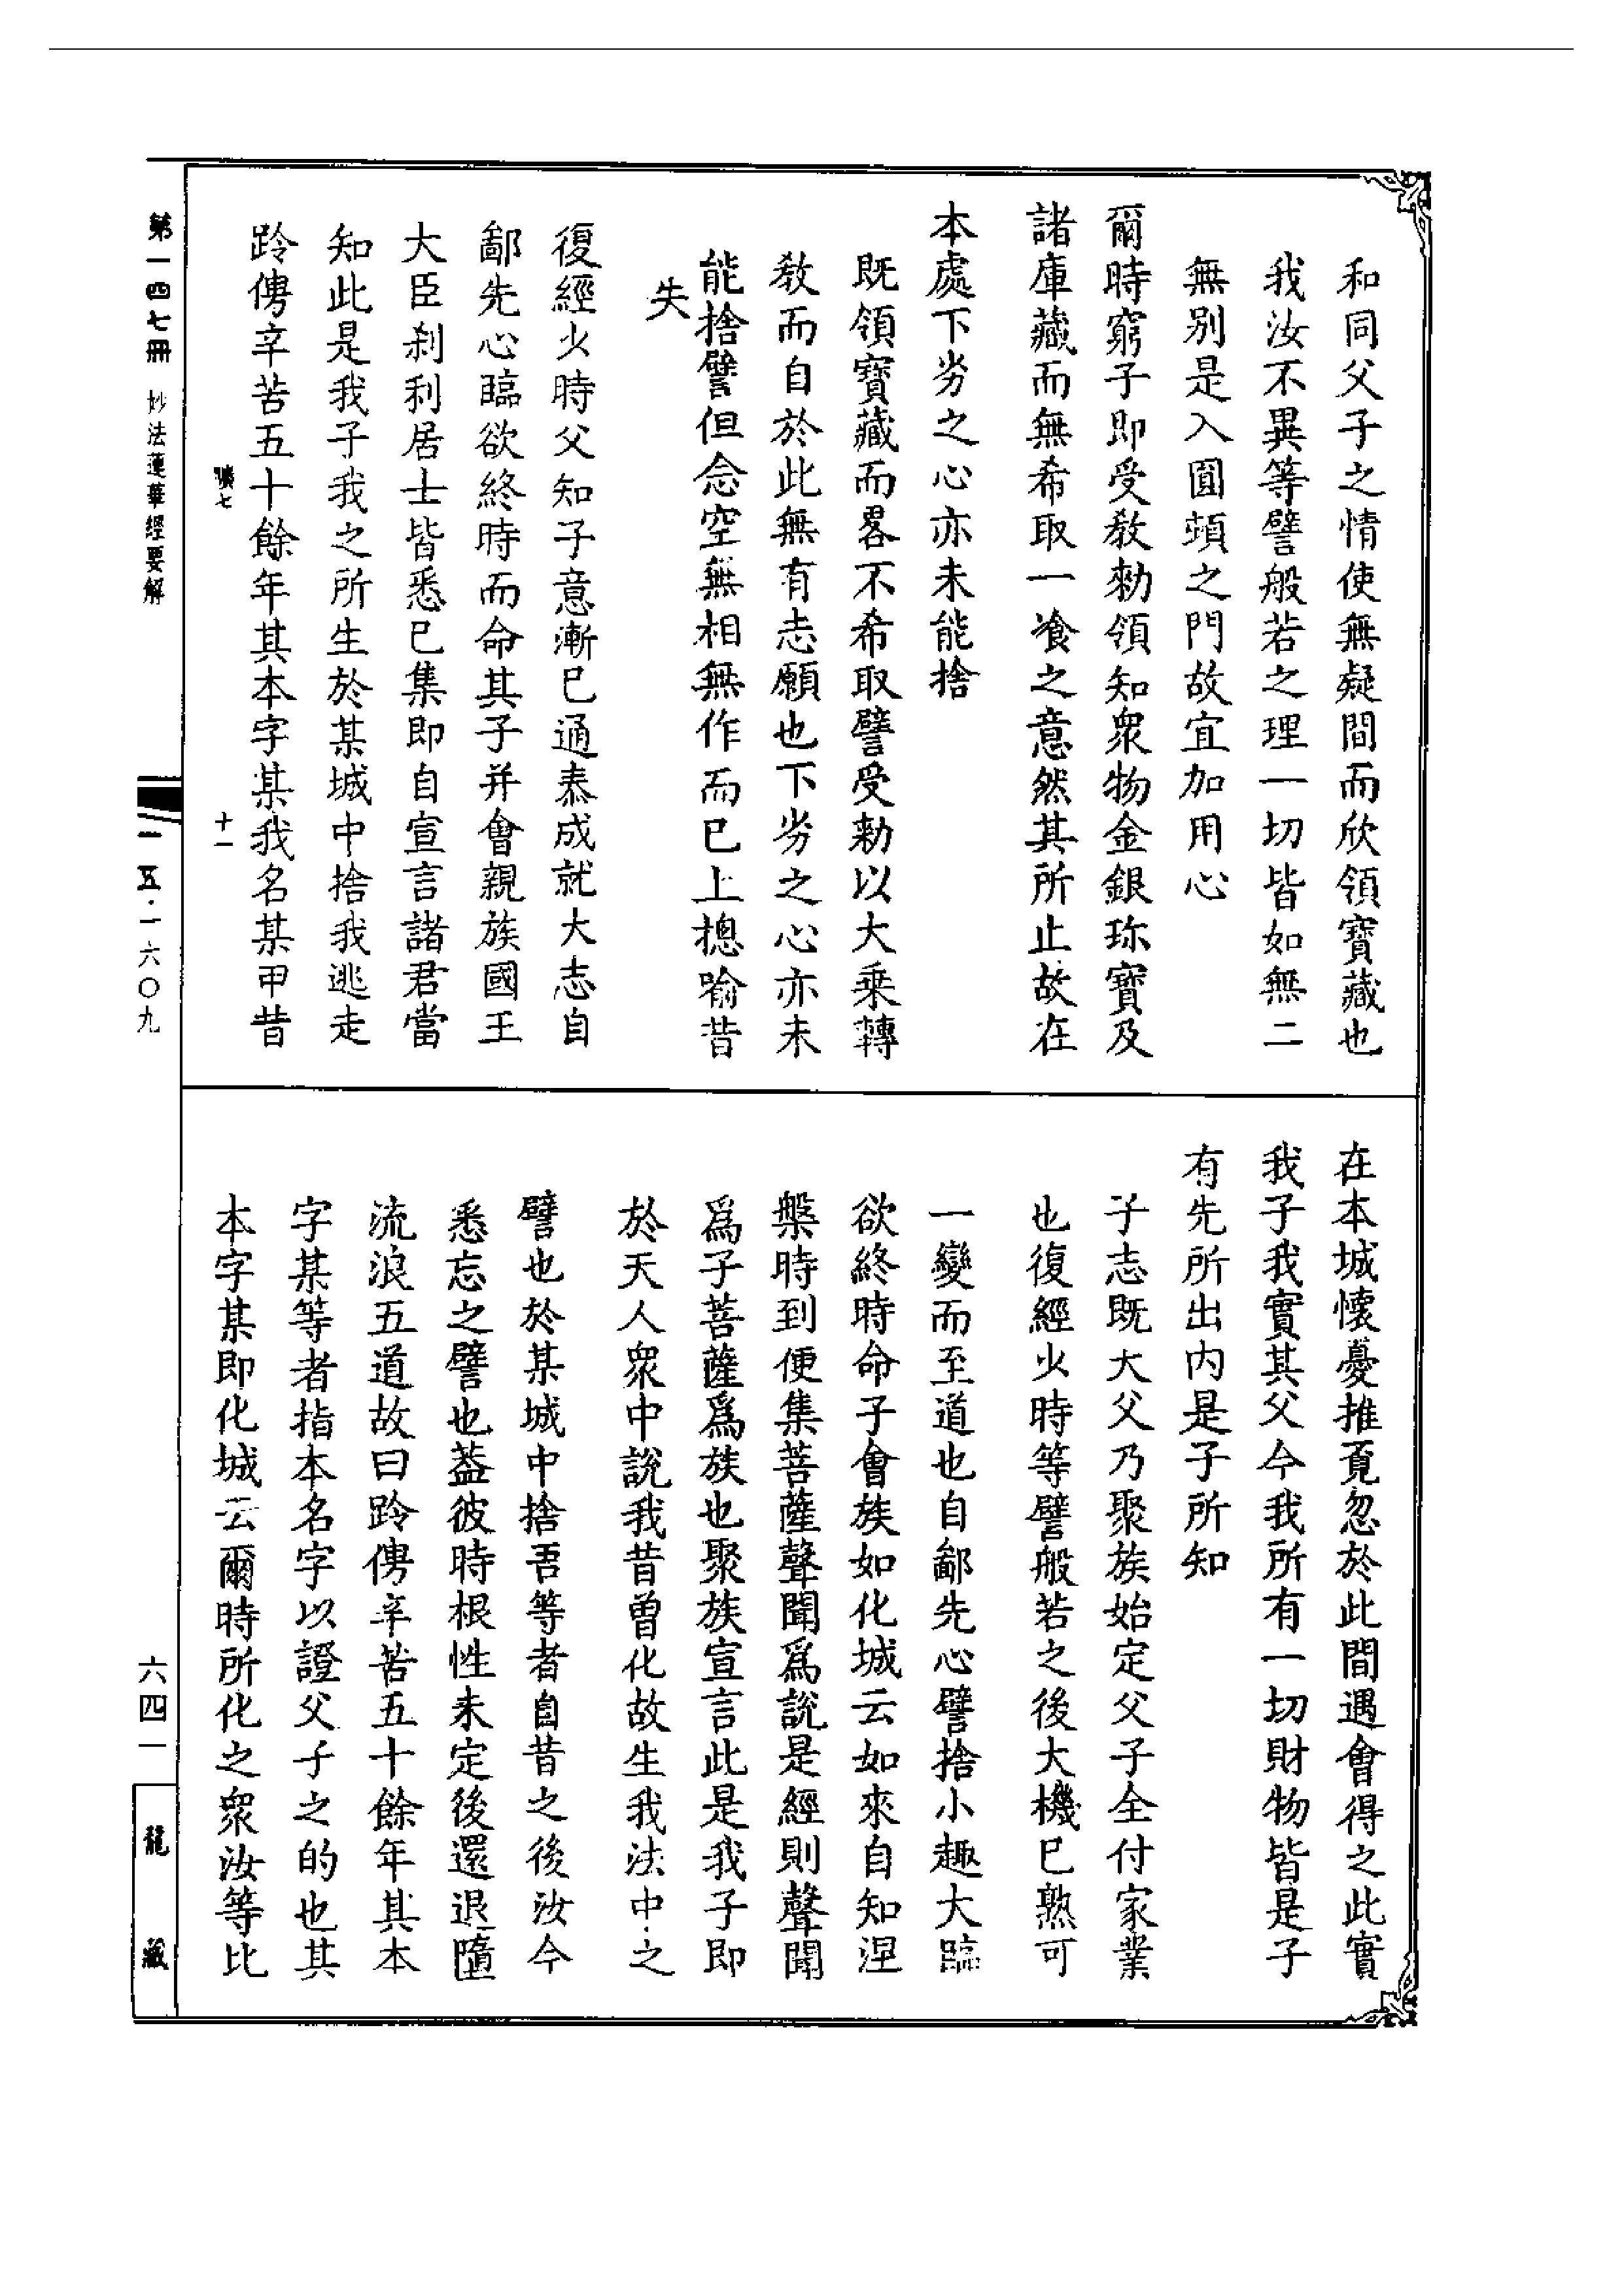 和同父子之情使無疑間而欣領寶藏也
我汝不異等譬般若之理一切皆如無二
無别是入圓頓之門故宜加用心
爾時窮子即受教勑領知衆物金銀珎寶及
諸庫藏而無希取一飡之意然其所止故在
本處下劣之心亦未能捨
既領寶藏而畧不希取譬受勑以大乗轉
教而自於此無有志願也下劣之心亦未
能捨譬但念空無相無作而已上摠喻昔
失
復經少時父知子意漸已通泰成就大志自
鄙先心臨欲終時而命其子并會親族國王
大臣刹利居士皆悉已集即自宣言諸君當
知此是我子我之所生於某城中捨我逃走
跉俜辛苦五十餘年其本字某我名某甲昔
七 十一
在本城懷憂推覔忽於此間遇會得之此實
我子我實其父今我所有一切財物皆是子
有先所出内是子所知
子志既大父乃聚族始定父子全付家業
也復經少時等譬般若之後大機已熟可
一變而至道也自鄙先心譬捨小趣大臨
欲終時命子會族如化城云如來自知涅
槃時到便集菩薩聲聞爲説是經則聲聞
爲子菩薩爲族也聚族宣言此是我子即
於天人衆中説我昔曽化故生我法中之
譬也於某城中捨吾等者自昔之後汝今
悉忘之譬也葢彼時根性未定後還退墮
流浪五道故曰跉俜辛苦五十餘年其本
字某等者指本名字以證父子之的也其
本字某即化城云爾時所化之衆汝等比
第一四七冊 妙法蓮華經要解
一五·一六〇九
六四一
龍藏